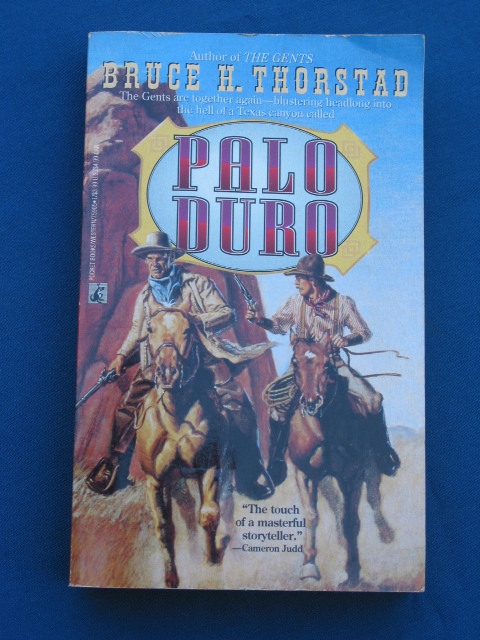 Author of THE GENTS
BRUCE H. THORSTAD
The Gents are together again—blustering headlong into
the hell of a Texas canyon called
PALO
DURO
"The touch
of a masterful
storyteller."
—Cameron Judd